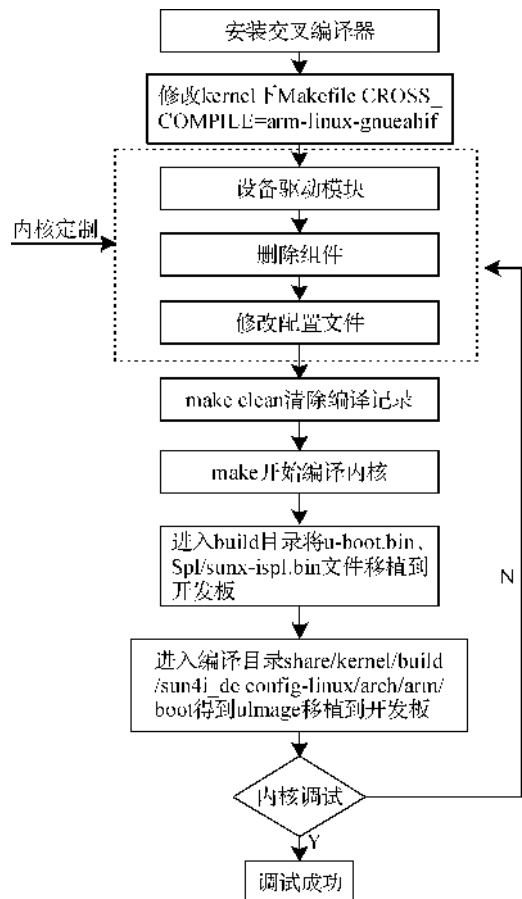 安装交叉编译器
修改kernel下Makefile CROSS_
COMPILE=arm-linux-gnueahif
设备驱动模块
内核定制
删除组件
修改配置文件
make clean清除编译记录
make开始编译内核
进入build目录将u-boot.bin、
Spl/sunx-ispl.bin文件移植到
开发板
N
进入编译目录share/kernel/build
/sun4i_de config-linux/arch/arm/
boot得到uImage移植到开发板
内核调试
Y
调试成功